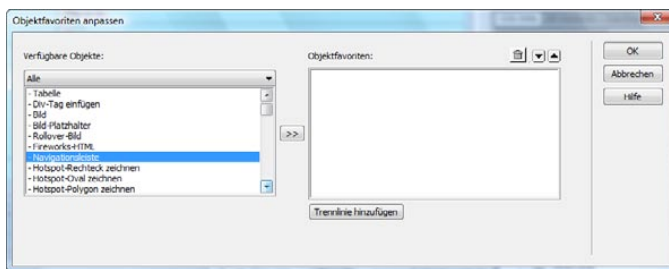 Objektfavoriten anpassen
Verfügbare Objekte:
Alle
- Tabelle
- Div-Tag einfügen
- Bild
- Bild-Platzhalter
- Rollover-Bild
- Fireworks-HTML
- Navigationsleiste
- Hotspot-Rechteck zeichnen
- Hotspot-Oval zeichnen
- Hotspot-Polygon zeichnen
>>
Objektfavoriten:
Trennlinie hinzufügen
OK
Abbrechen
Hilfe